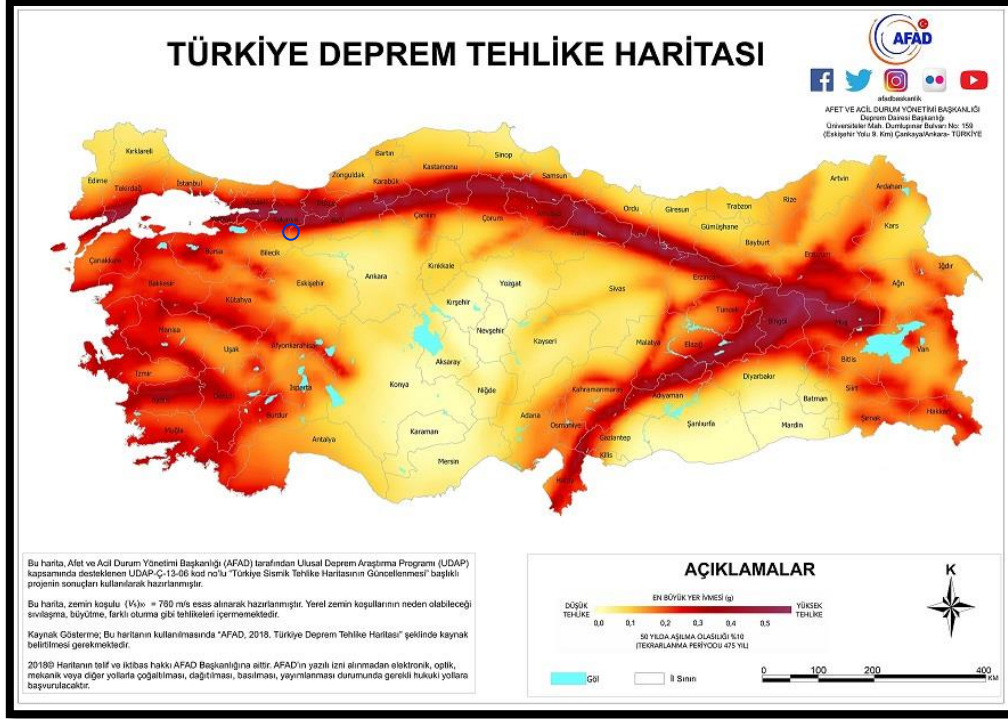 TÜRKİYE DEPREM TEHLİKE HARİTASI
AFAD
afadbaskanlik
AFET VE ACİL DURUM YÖNETİMİ BAŞKANLIĞI
Deprem Dairesi Başkanlığı
Üniversiteler Mah. Dumlupınar Bulvarı No: 159
(Eskişehir Yolu 9. Km) Çankaya/Ankara- TÜRKİYE
Kırklareli
Edirne
Tekirdağ
İstanbul
Zonguldak
Bartın
Karabük
Kastamonu
Sinop
Samsun
Çankırı
Çorum
Ordu
Giresun
Trabzon
Rize
Artvin
Ardahan
Kars
Gümüşhane
Bayburt
Erzurum
Iğdır
Ağrı
Çanakkale
Balıkesir
Bursa
Bilecik
Eskişehir
Ankara
Kırıkkale
Yozgat
Sivas
Tunceli
Bingöl
Muş
Kütahya
Kırşehir
Nevşehir
Kayseri
Malatya
Elazığ
Bitlis
Van
Manisa
Uşak
Afyonkarahisar
Aksaray
Diyarbakır
Siirt
Batman
İzmir
Isparta
Konya
Niğde
Kahramanmaraş
Adıyaman
Mardin
Şırnak
Hakkari
Burdur
Adana
Osmaniye
Gaziantep
Şanlıurfa
Muğla
Antalya
Karaman
Mersin
Kilis
Hatay
Bu harita, Afet ve Acil Durum Yönetimi Başkanlığı (AFAD) tarafından Ulusal Deprem Araştırma Programı (UDAP)
kapsamında desteklenen UDAP-Ç-13-06 kod no'lu "Türkiye Sismik Tehlike Haritasının Güncellenmesi" başlıklı
projenin sonuçları kullanılarak hazırlanmıştır.
Bu harita, zemin koşulu (Vs)30 = 760 m/s esas alınarak hazırlanmıştır. Yerel zemin koşullarının neden olabileceği
sıvılaşma, büyütme, farklı oturma gibi tehlikeleri içermemektedir.
Kaynak Gösterme; Bu haritanın kullanılmasında "AFAD, 2018. Türkiye Deprem Tehlike Haritası" şeklinde kaynak
belirtilmesi gerekmektedir.
2018© Haritanın telif ve iktibas hakkı AFAD Başkanlığına aittir. AFAD'ın yazılı izni alınmadan elektronik, optik,
mekanik veya diğer yollarla çoğaltılması, dağıtılması, basılması, yayımlanması durumunda gerekli hukuki yollara
başvurulacaktır.
AÇIKLAMALAR
DÜŞÜK TEHLİKE
EN BÜYÜK YER İVMESİ (g)
YÜKSEK TEHLİKE
0,0 0,1 0,2 0,3 0,4 0,5
50 YILDA AŞILMA OLASILIĞI %10
(TEKRARLANMA PERİYODU 475 YIL)
Göl
İl Sınırı
K
0 100 200 400
KM